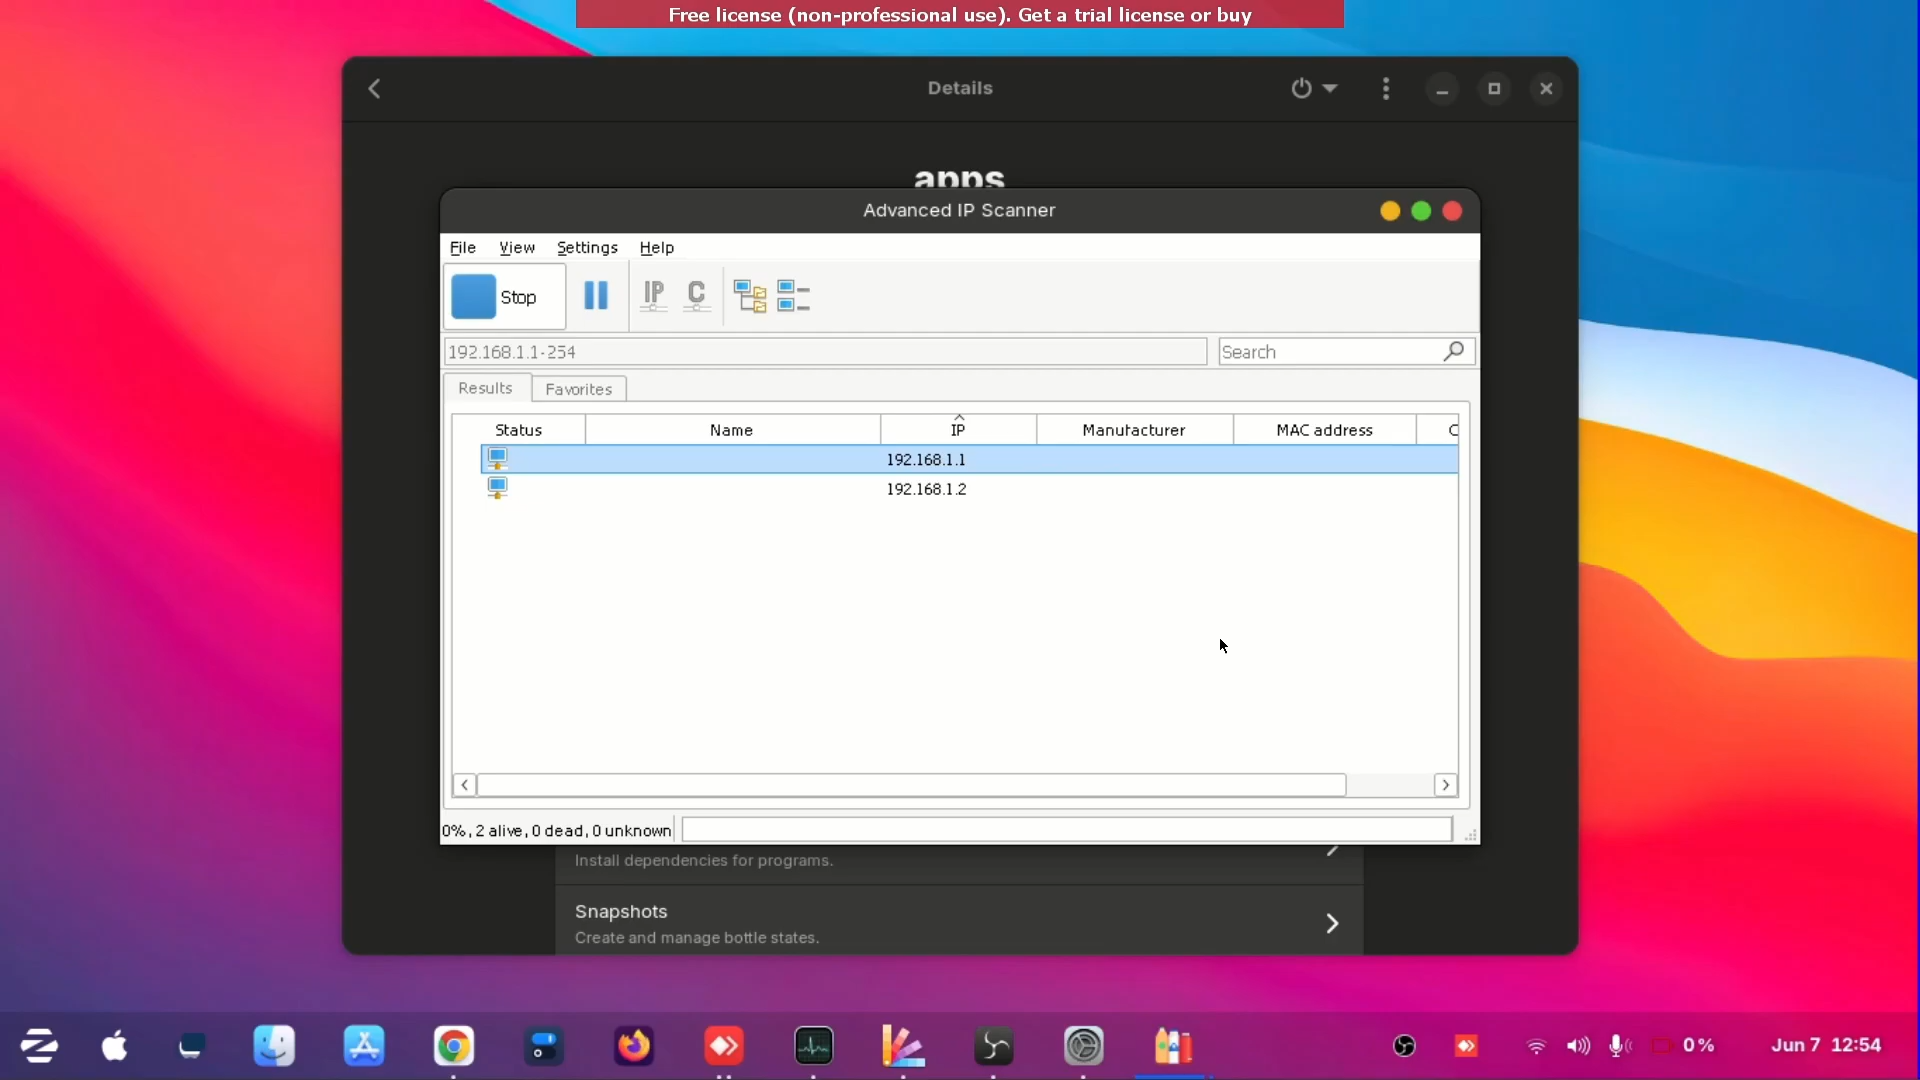 Free license (non-professional use). Get a trial license or buy
Details
apps
Advanced IP Scanner
File View Settings Help
Stop
IP C
192.168.1.1-254
Search
Results Favorites
Status Name IP Manufacturer MAC address C
192.168.1.1
192.168.1.2
0%, 2 alive, 0 dead, 0 unknown
Install dependencies for programs.
Snapshots
Create and manage bottle states.
0 % Jun 7 12:54